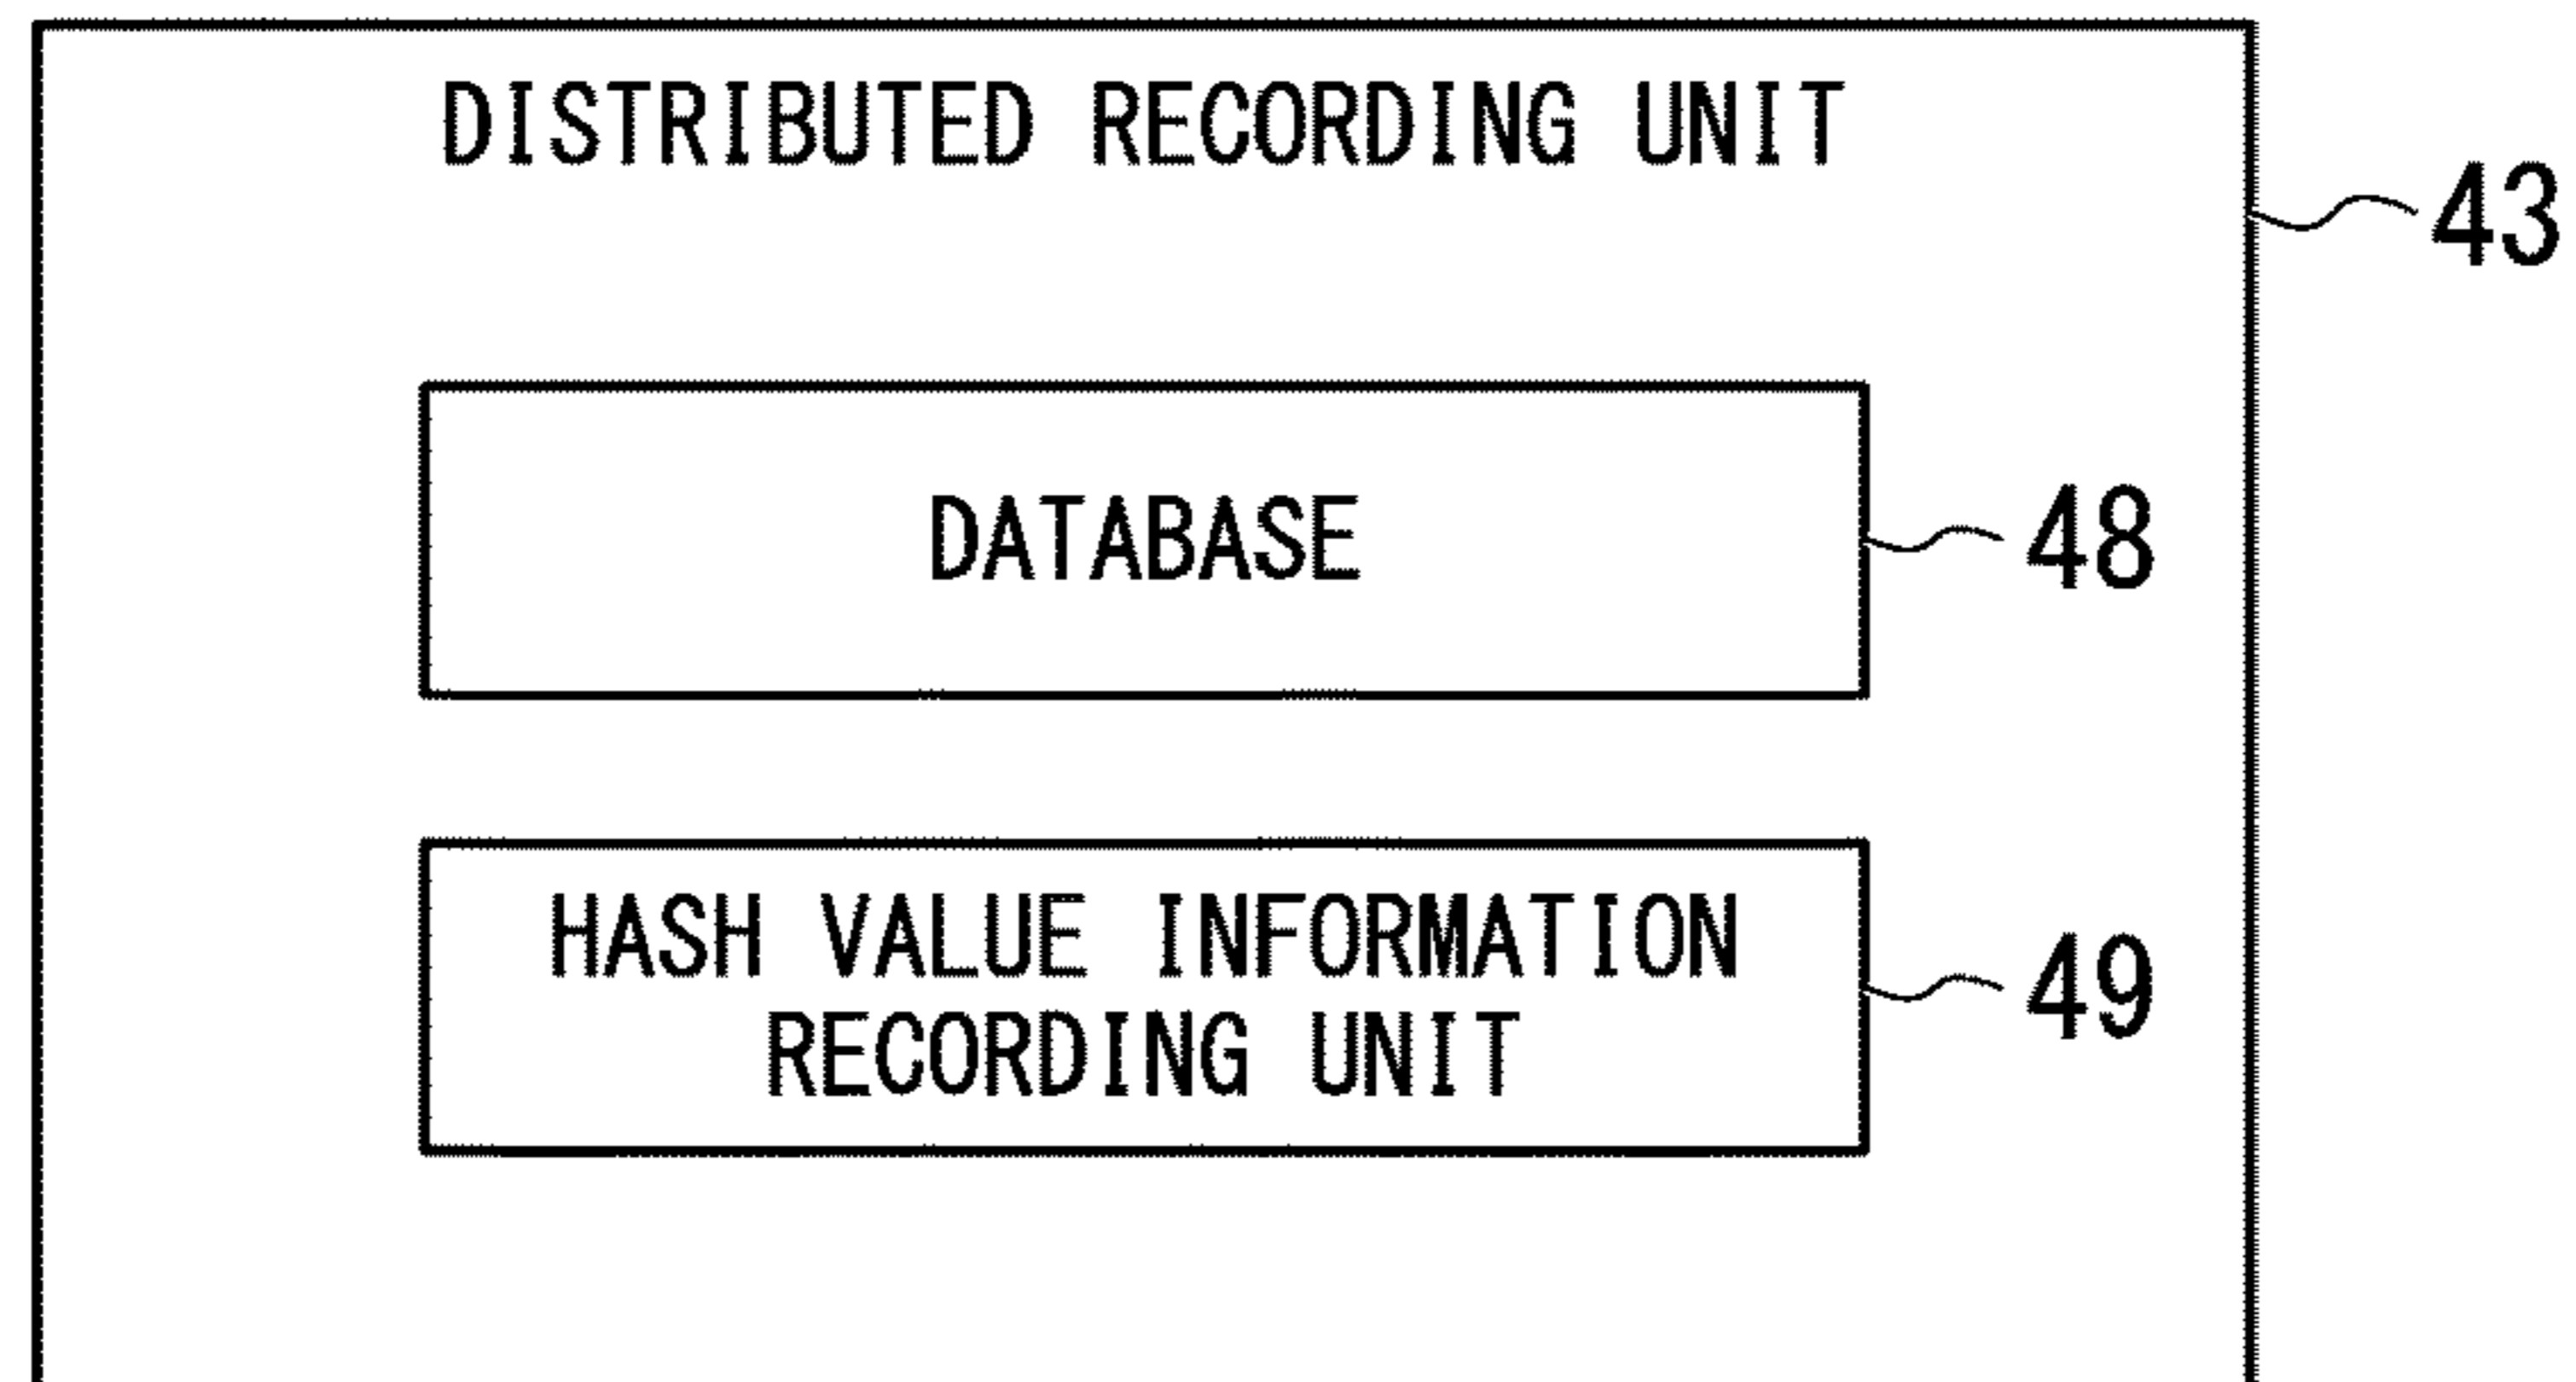 DISTRIBUTED RECORDING UNIT
43
DATABASE
48
HASH VALUE INFORMATION
RECORDING UNIT
49